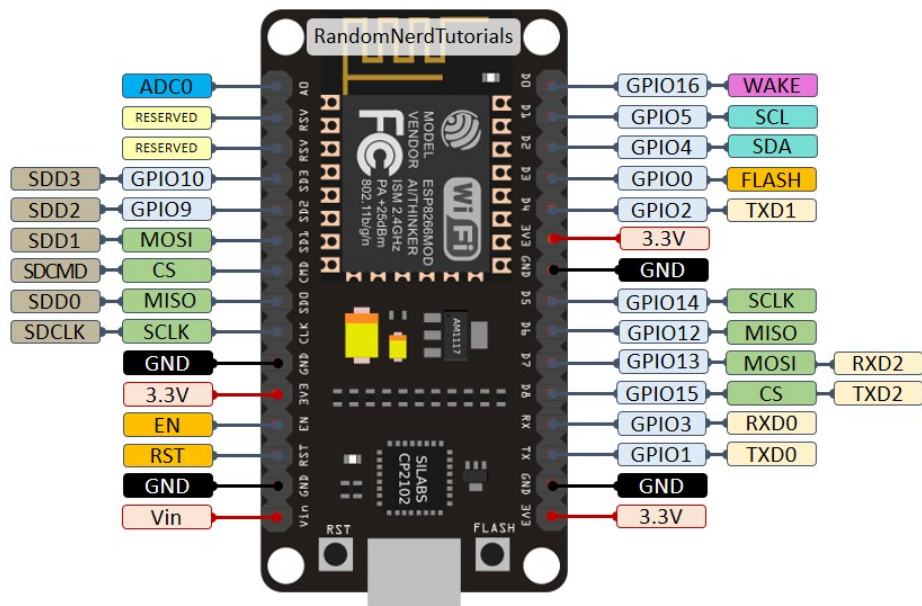 RandomNerdTutorials
ADC0 A0 D0 GPIO16 WAKE
RESERVED RSV D1 GPIO5 SCL
RESERVED RSV D2 GPIO4 SDA
SDD3 GPIO10 SD3 D3 GPIO0 FLASH
SDD2 GPIO9 SD2 D4 GPIO2 TXD1
SDD1 MOSI SD1 3V3 3.3V
SDCMD CS CMD GND GND
SDD0 MISO SD0 D5 GPIO14 SCLK
SDCLK SCLK CLK D6 GPIO12 MISO
GND GND D7 GPIO13 MOSI RXD2
3.3V 3V3 D8 GPIO15 CS TXD2
EN EN RX GPIO3 RXD0
RST RST TX GPIO1 TXD0
GND GND GND GND
Vin Vin 3V3 3.3V
MODEL ESP8266MOD
VENDOR AI/THINKER
ISM 2.4GHz
PA +25dBm
802.11b/g/n
FC
Wi Fi
AM1117
SILABS
CP2102
RST
FLASH